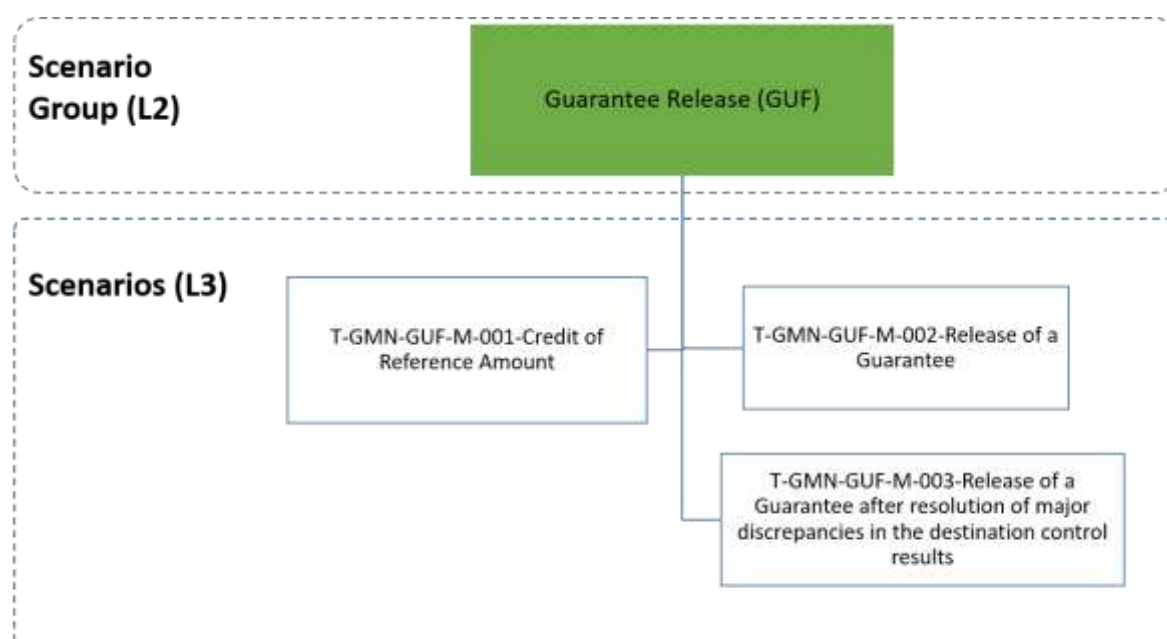 Scenario
Group (L2)
Guarantee Release (GUF)
Scenarios (L3)
T-GMN-GUF-M-001-Credit of
Reference Amount
T-GMN-GUF-M-002-Release of a
Guarantee
T-GMN-GUF-M-003-Release of a
Guarantee after resolution of major
discrepancies in the destination control
results